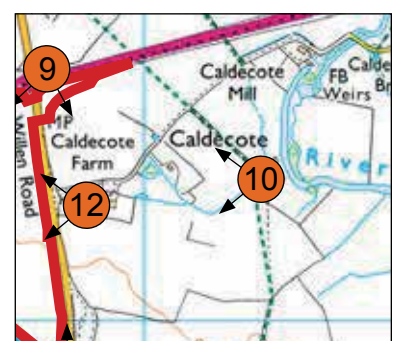 9
MP
Caldecote
Farm
Willen Road
12
Caldecote
Mill
Caldecote
10
FB
Weirs
Calde
Br
River